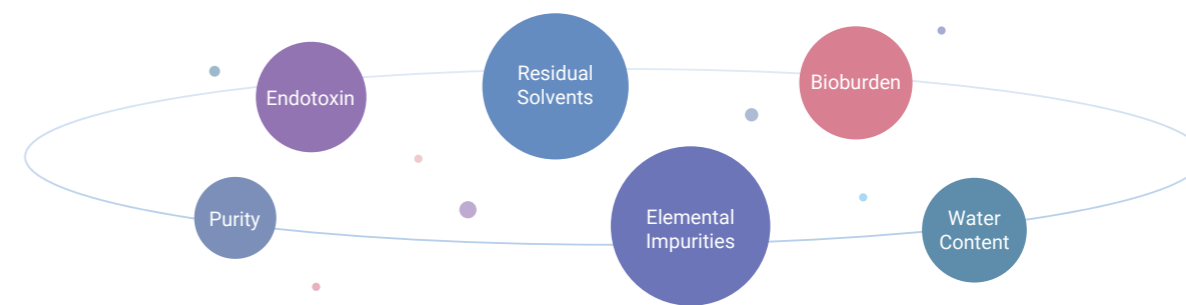 Endotoxin
Residual
Solvents
Bioburden
Purity
Elemental
Impurities
Water
Content